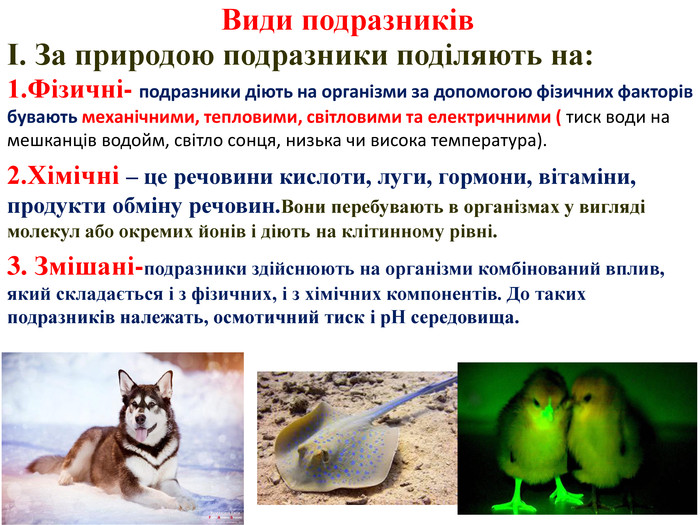 Види подразників
І. За природою подразники поділяють на:
1.Фізичні- подразники діють на організми за допомогою фізичних факторів
бувають механічними, тепловими, світловими та електричними ( тиск води на
мешканців водойм, світло сонця, низька чи висока температура).
2.Хімічні – це речовини кислоти, луги, гормони, вітаміни,
продукти обміну речовин.Вони перебувають в організмах у вигляді
молекул або окремих йонів і діють на клітинному рівні.
3. Змішані-подразники здійснюють на організми комбінований вплив,
який складається і з фізичних, і з хімічних компонентів. До таких
подразників належать, осмотичний тиск і рН середовища.